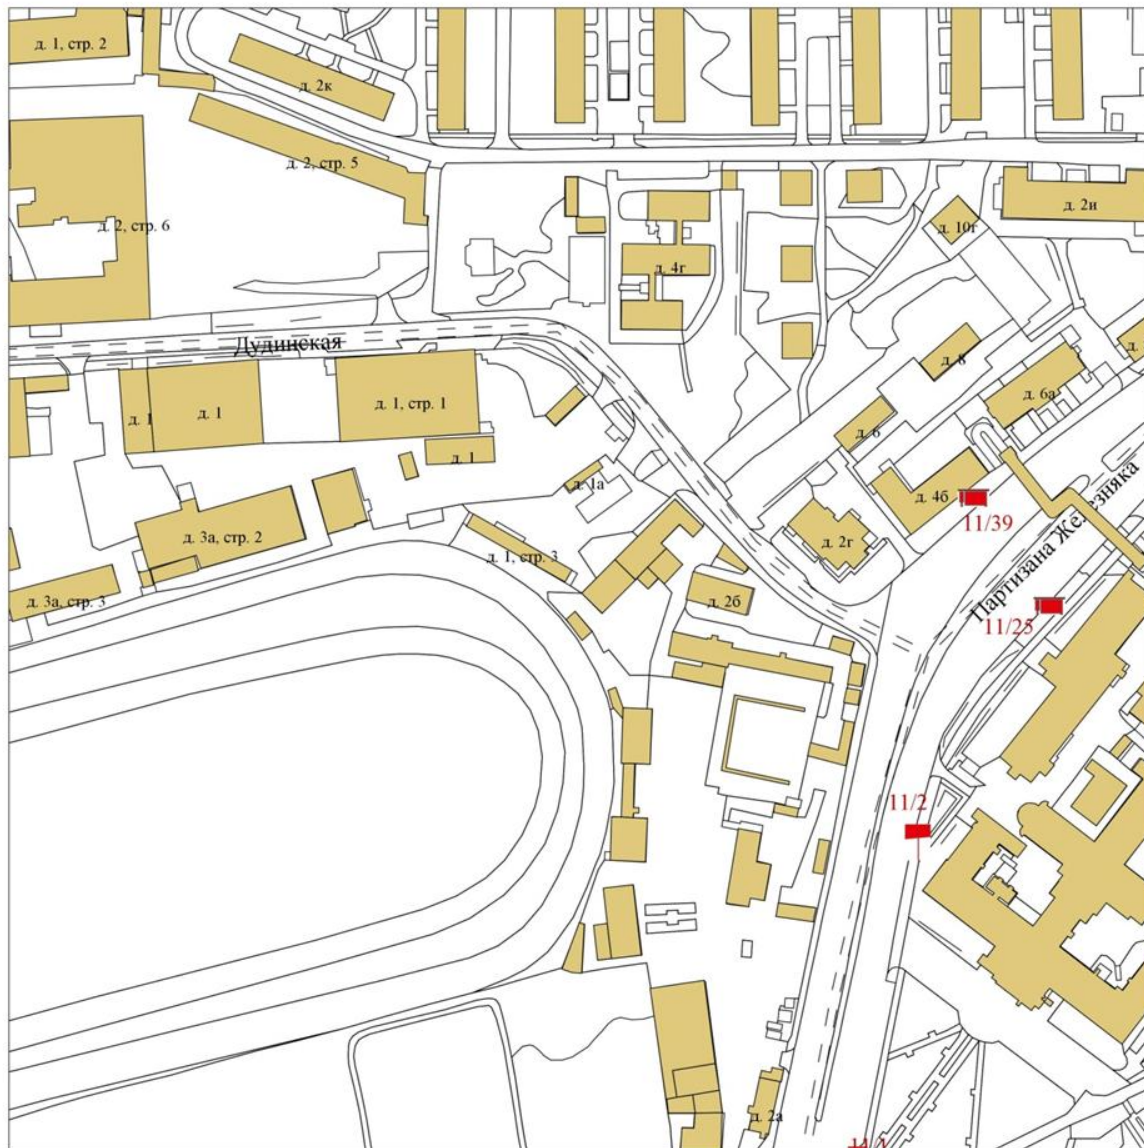 д. 1, стр. 2
д. 2к
д. 2, стр. 5
д. 2и
д. 2, стр. 6
д. 10г
д. 4г
Дудинская
д. 8
д. 6а
д. 1, стр. 1
д. 1
д. 1
д. 6
д. 1
д. 1а
д. 4б
11/39
Партизана Железняка
д. 3а, стр. 2
д. 2г
д. 1, стр. 3
д. 3а, стр. 3
д. 2б
11/25
11/2
д. 2а